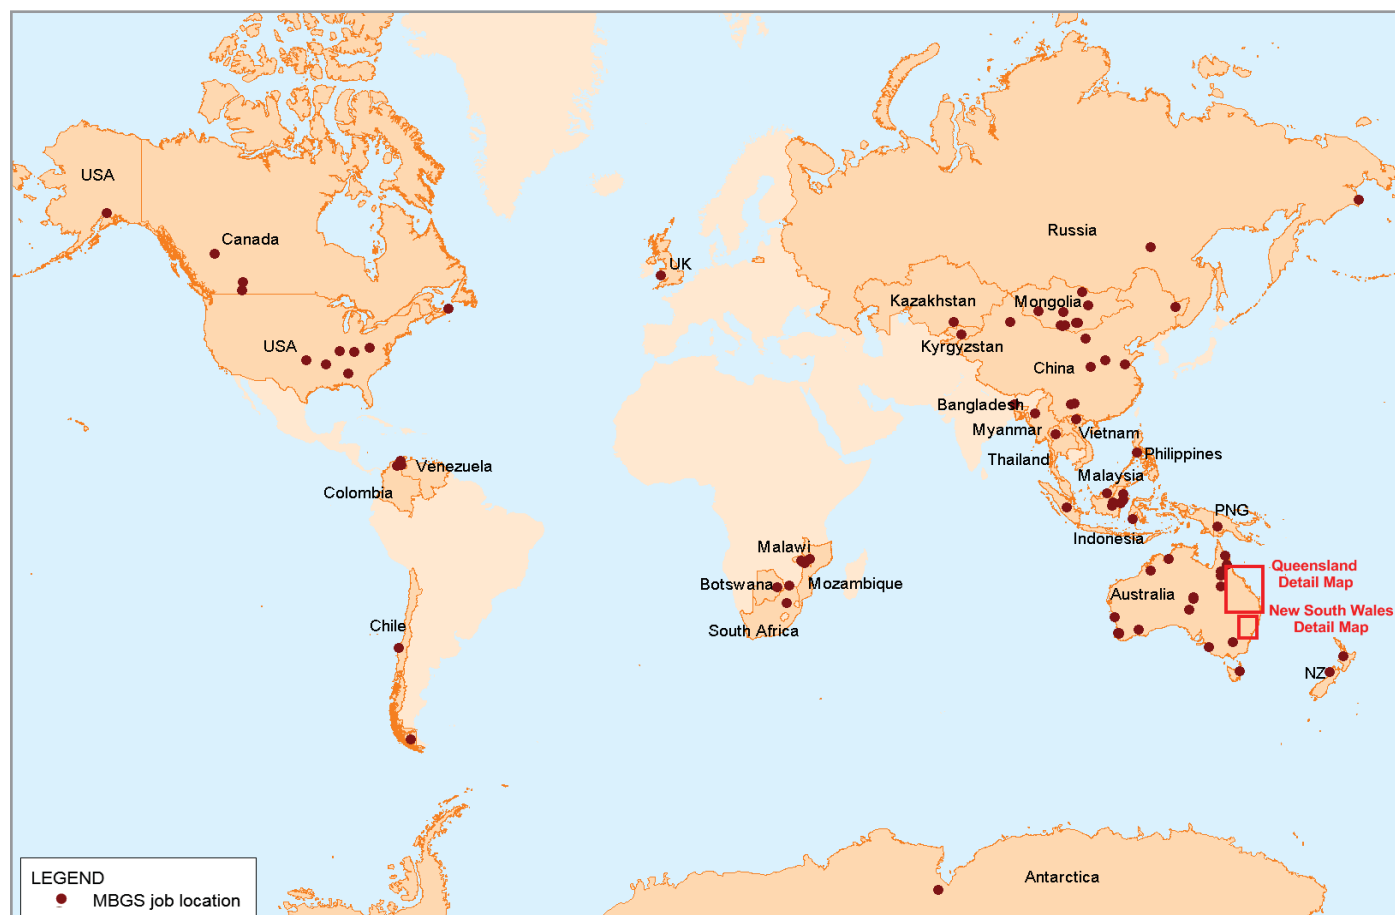 USA
Canada
Russia
UK
Kazakhstan
Mongolia
USA
Kyrgyzstan
China
Bangladesh
Myanmar
Vietnam
Thailand
Philippines
Venezuela
Malaysia
Colombia
PNG
Indonesia
Malawi
Queensland
Detail Map
Botswana
Mozambique
Australia
New South Wales
Detail Map
Chile
South Africa
NZ
Antarctica
LEGEND
MBGS job location